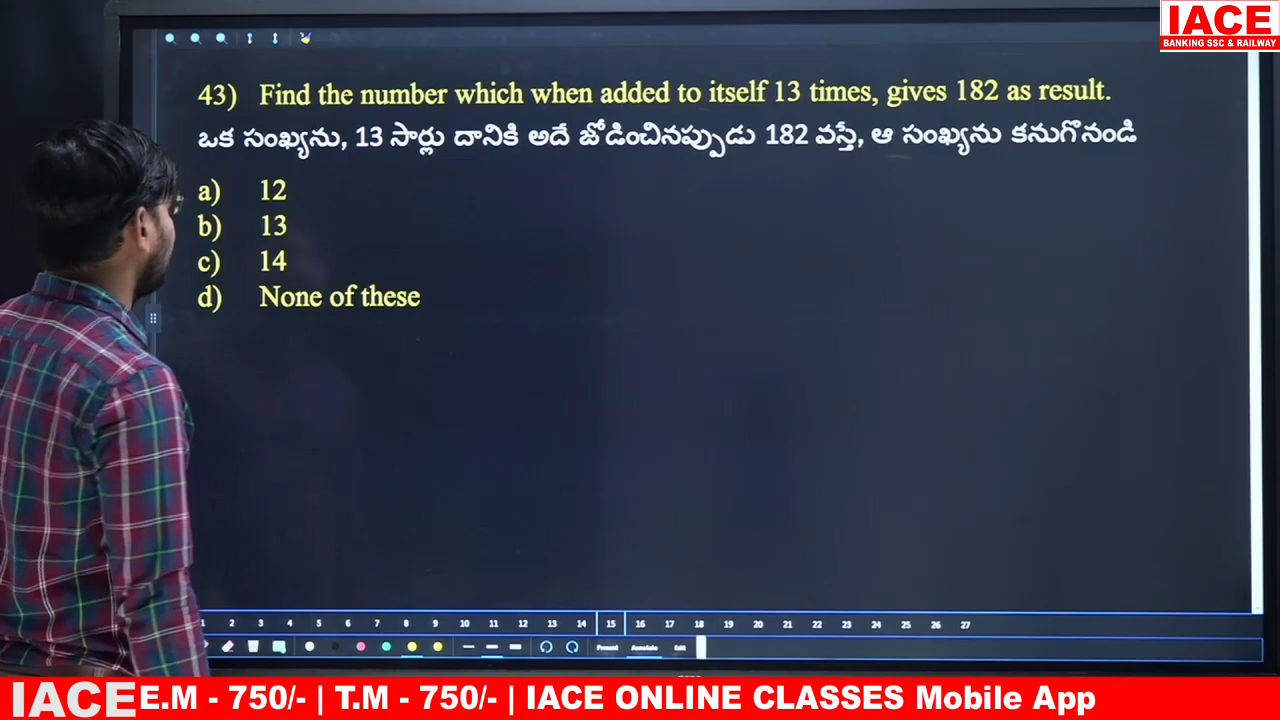 IACE
BANKING SSC & RAILWAY
43) Find the number which when added to itself 13 times, gives 182 as result.
ఒక సంఖ్యను, 13 సార్లు దానికి అదే జోడించినప్పుడు 182 వస్తే, ఆ సంఖ్యను కనుగొనండి
a) 12
b) 13
c) 14
d) None of these
1 2 3 4 5 6 7 8 9 10 11 12 13 14 15 16 17 18 19 20 21 22 23 24 25 26 27
Present Annotate Edit
IACE E.M - 750/- | T.M - 750/- | IACE ONLINE CLASSES Mobile App